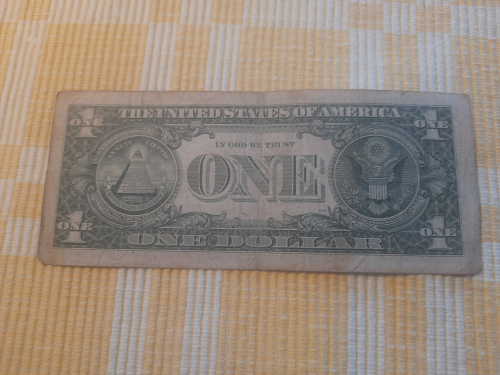 THE UNITED STATES OF AMERICA
1
ONE
1
ONE
IN GOD WE TRUST
ONE
1
ONE
1
ONE
ONE DOLLAR